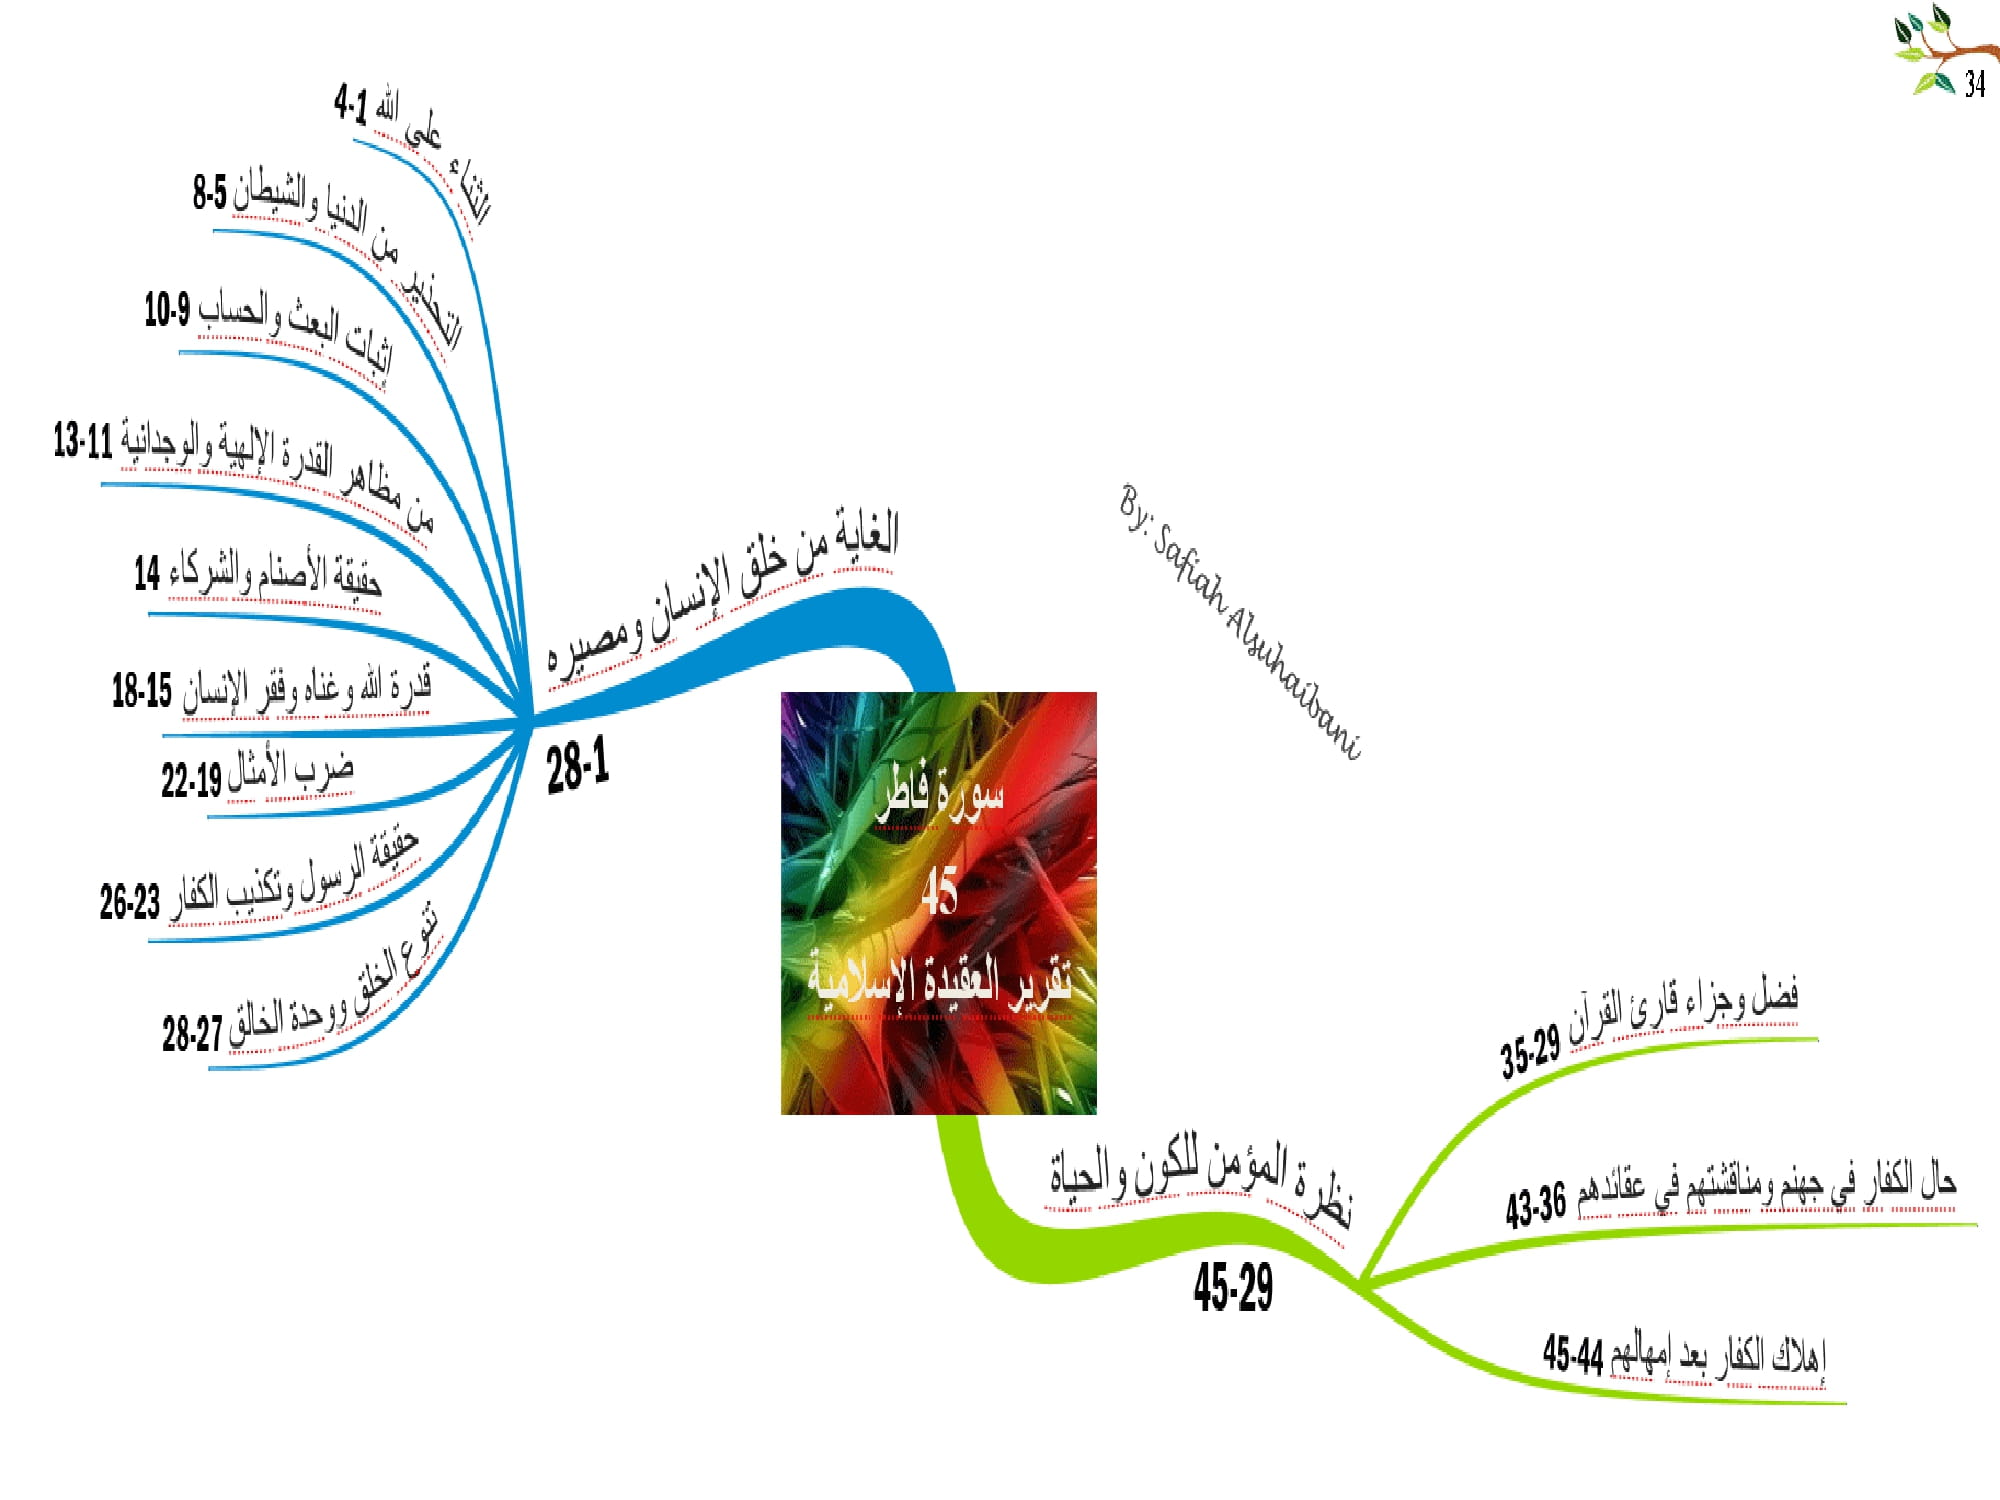 34
سورة فاطر
45
تقرير العقيدة الإسلامية
By: Safiah Alsuhaibani
الغاية من خلق الإنسان ومصيره
28-1
الثناء على الله 1-4
التحذير من الدنيا والشيطان 5-8
إثبات البعث والحساب 9-10
من مظاهر القدرة الإلهية والوجدانية 11-13
حقيقة الأصنام والشركاء 14
قدرة الله وغناه وفقر الإنسان 15-18
ضرب الأمثال 19-22
حقيقة الرسول وتكذيب الكفار 23-26
تنوع الخلق ووحدة الخالق 27-28
نظرة المؤمن للكون والحياة
45-29
فضل وجزاء قارئ القرآن 29-35
حال الكفار في جهنم ومناقشتهم في عقائدهم 36-43
إهلاك الكفار بعد إمهالهم 44-45